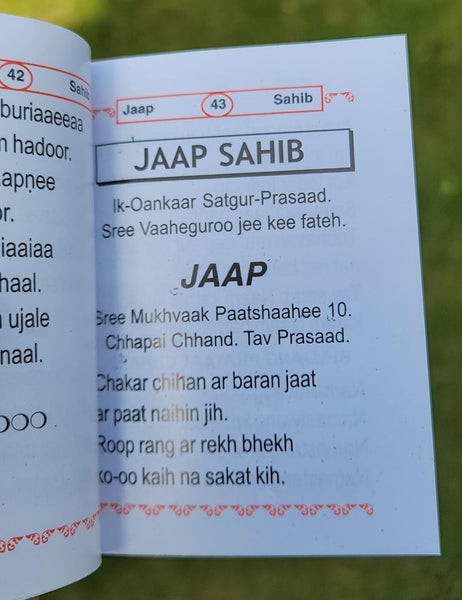 42
Sahib
buriaaeeaa
hadoor.
iaaiaa
haal.
ujale
naal.
Jaap 43 Sahib
JAAP SAHIB
Ik-Oankaar Satgur-Prasaad.
Sree Vaaheguroo jee kee fateh.
JAAP
Sree Mukhvaak Paatshaahee 10.
Chhapai Chhand. Tav Prasaad.
Chakar chihan ar baran jaat
ar paat naihin jih.
Roop rang ar rekh bhekh
ko-oo kaih na sakat kih.